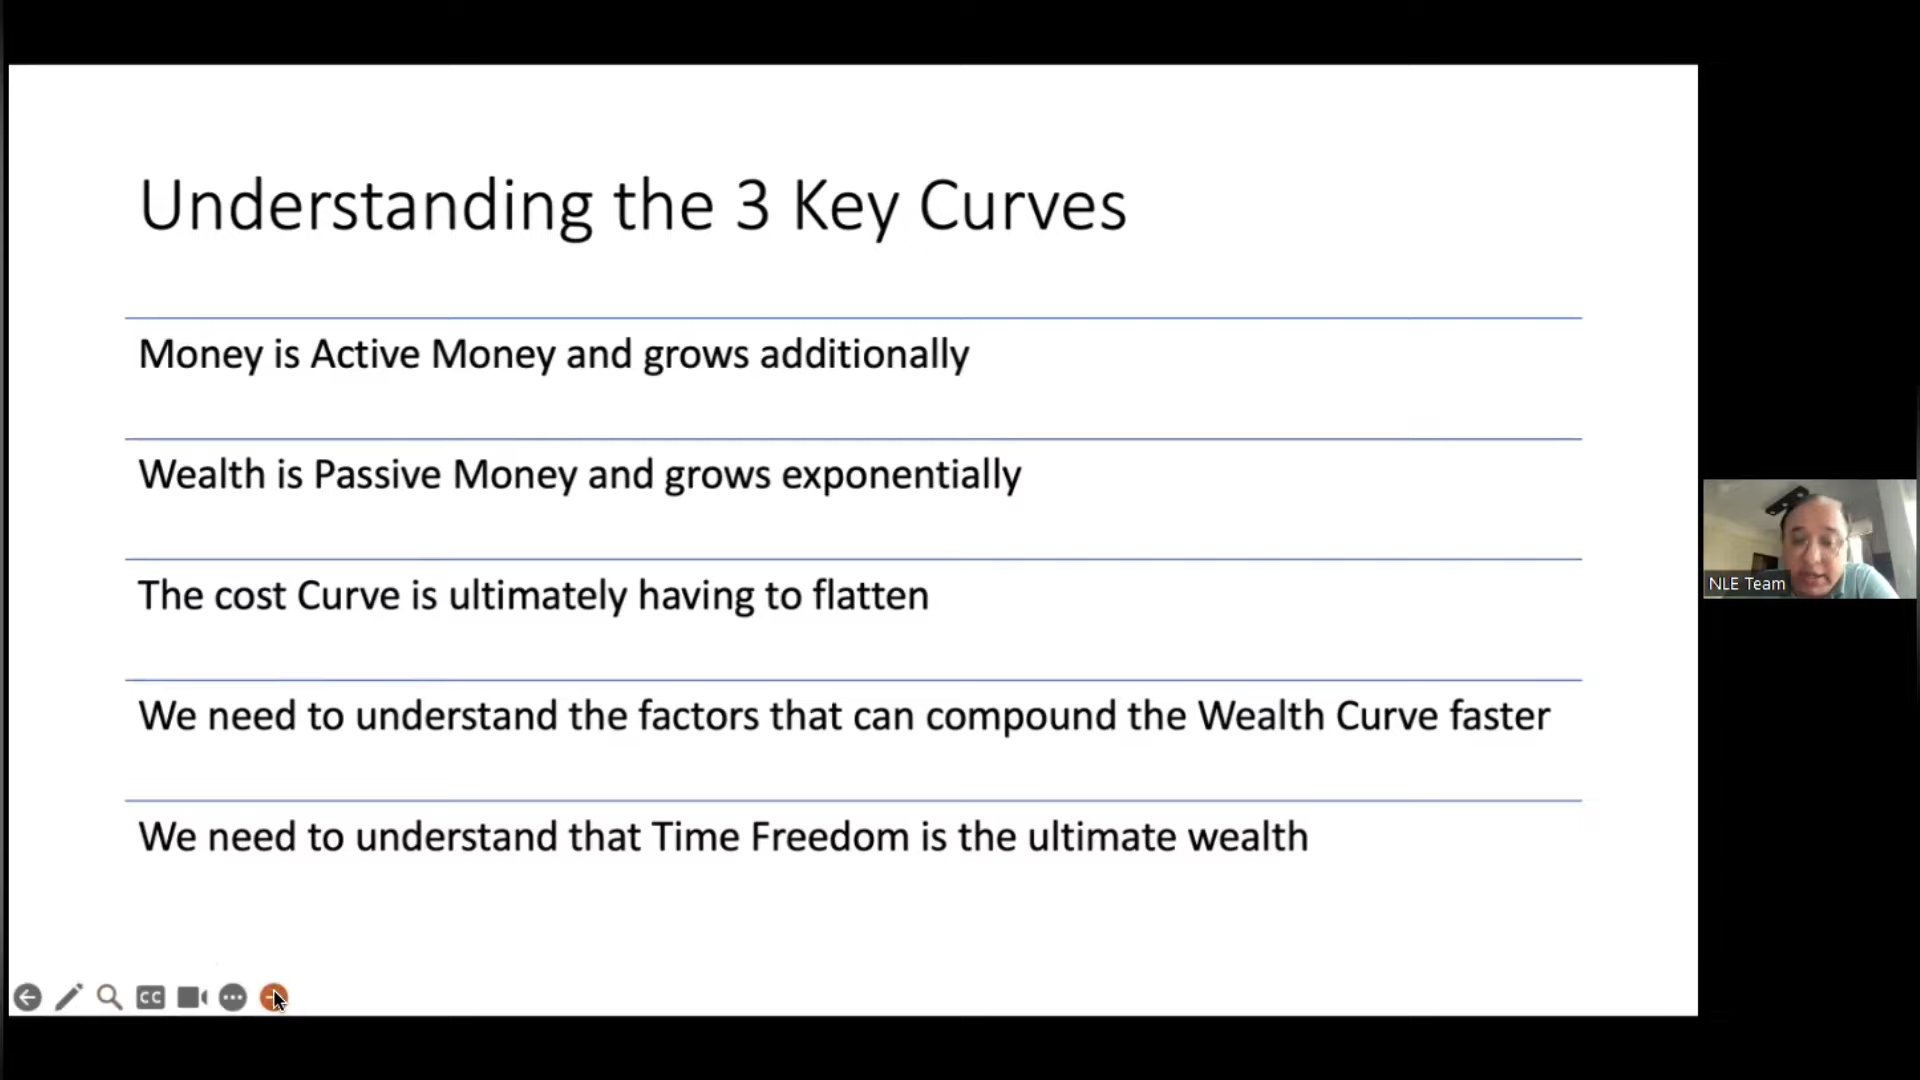 Understanding the 3 Key Curves
Money is Active Money and grows additionally
Wealth is Passive Money and grows exponentially
The cost Curve is ultimately having to flatten
We need to understand the factors that can compound the Wealth Curve faster
We need to understand that Time Freedom is the ultimate wealth
NLE Team
CC